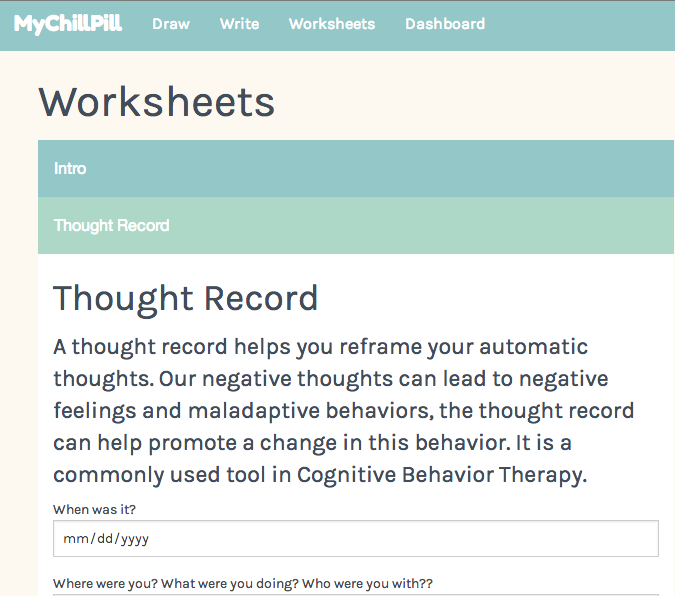 MyChillPill Draw Write Worksheets Dashboard
Worksheets
Intro
Thought Record
Thought Record
A thought record helps you reframe your automatic
thoughts. Our negative thoughts can lead to negative
feelings and maladaptive behaviors, the thought record
can help promote a change in this behavior. It is a
commonly used tool in Cognitive Behavior Therapy.
When was it?
mm/dd/yyyy
Where were you? What were you doing? Who were you with??